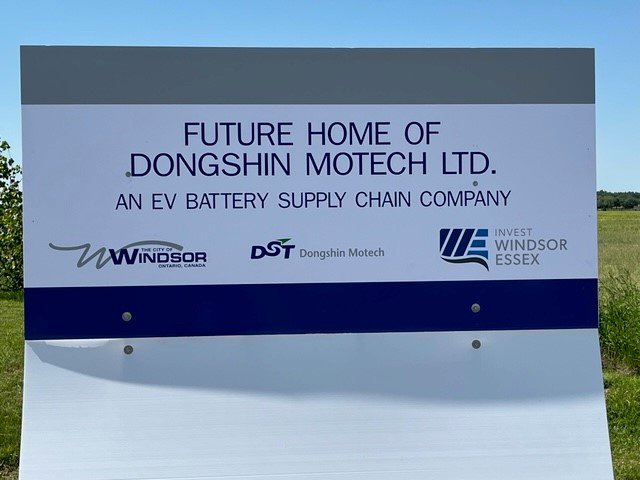 FUTURE HOME OF
DONGSHIN MOTECH LTD.
AN EV BATTERY SUPPLY CHAIN COMPANY
THE CITY OF
WINDSOR
ONTARIO, CANADA
DST Dongshin Motech
WE
INVEST
WINDSOR
ESSEX